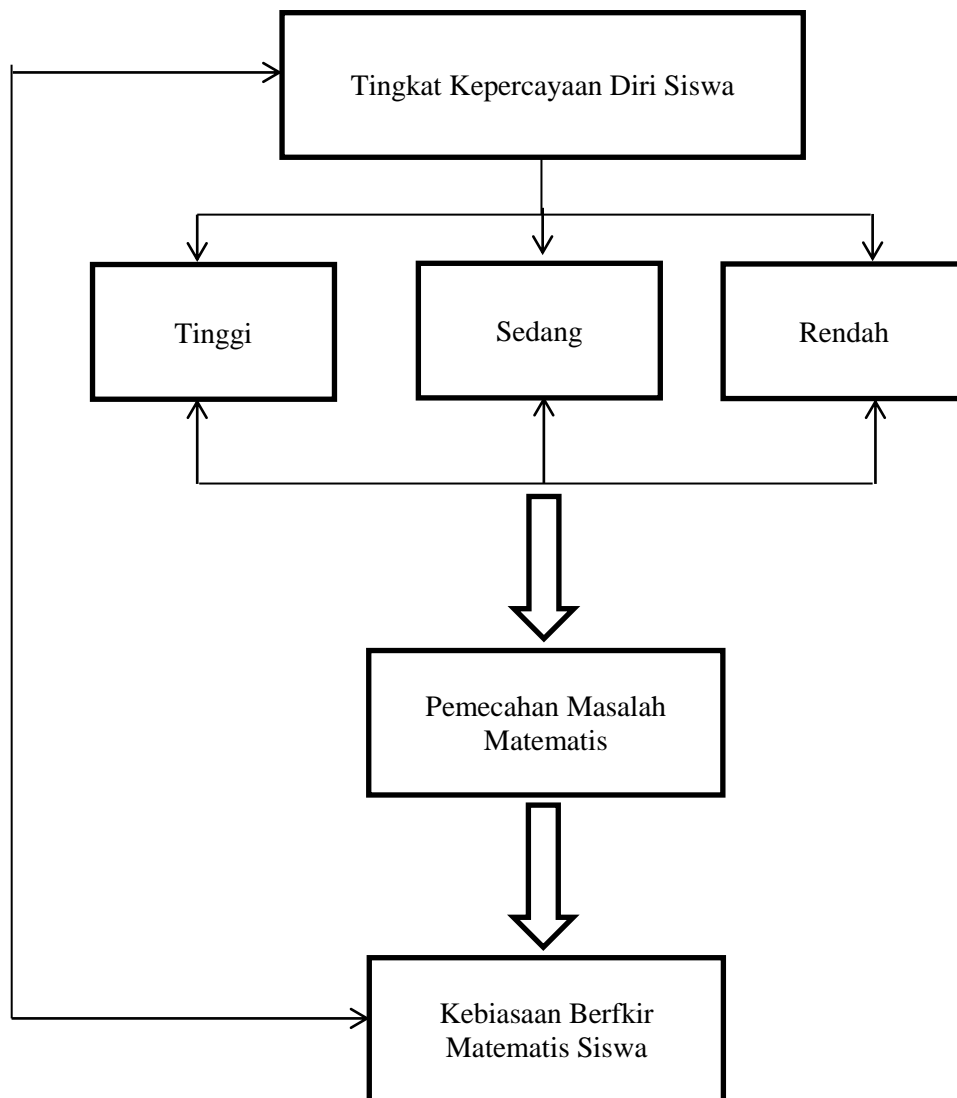 Tingkat Kepercayaan Diri Siswa
Tinggi
Sedang
Rendah
Pemecahan Masalah
Matematis
Kebiasaan Berfkir
Matematis Siswa